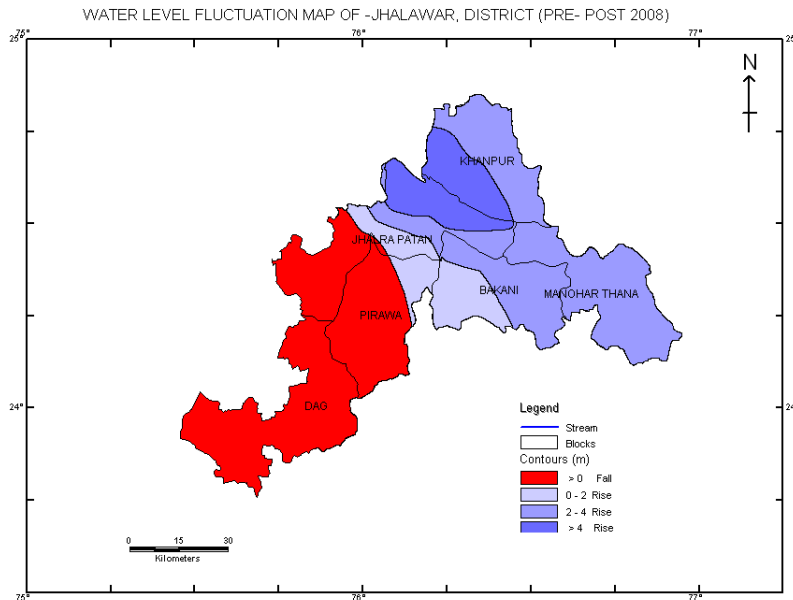 WATER LEVEL FLUCTUATION MAP OF -JHALAWAR, DISTRICT (PRE- POST 2008)
75° 76° 77°
25° 25
N
KHANPUR
JHALRA PATAN
BAKANI
MANOHAR THANA
PIRAWA
DAG
24° 24
Legend
Stream
Blocks
Contours (m)
> 0 Fall
0 - 2 Rise
2 - 4 Rise
>4 Rise
0 15 30
Kilometers
75° 76° 77°